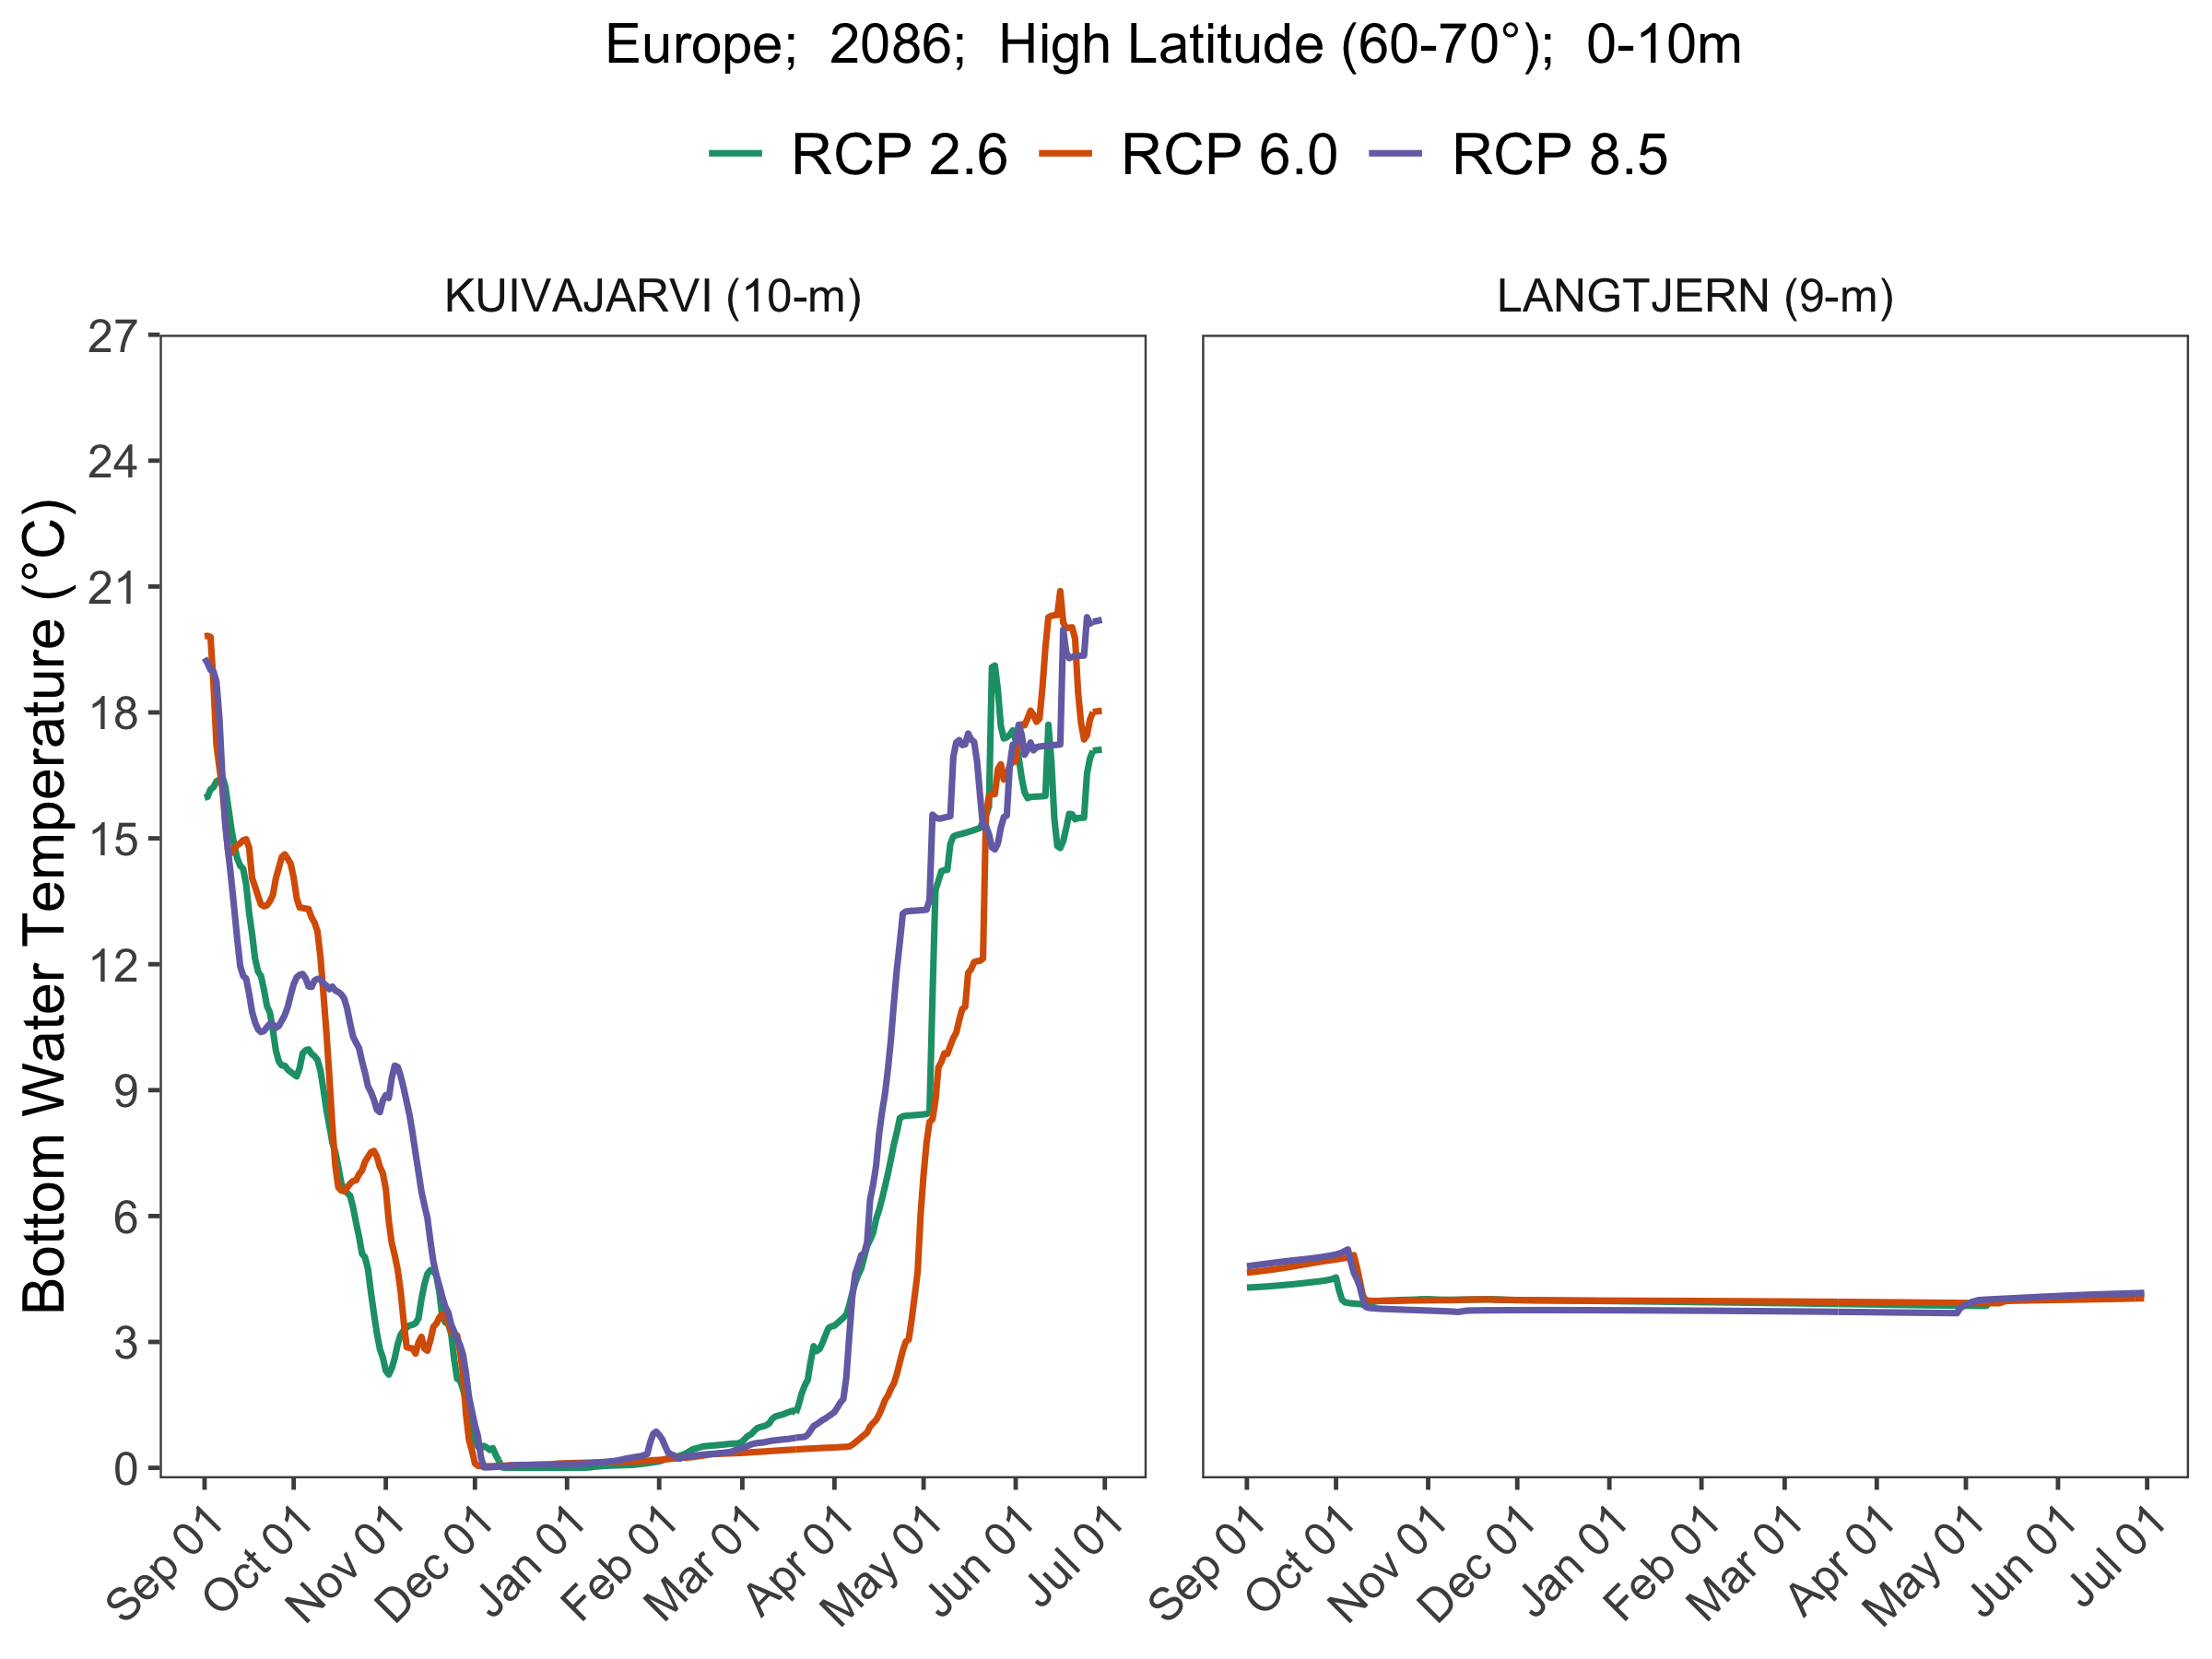 Europe; 2086; High Latitude (60-70°); 0-10m
RCP 2.6 RCP 6.0 RCP 8.5
KUIVAJARVI (10-m) LANGTJERN (9-m)
Bottom Water Temperature (°C)
27
24
21
18
15
12
9
6
3
0
Sep 01 Oct 01 Nov 01 Dec 01 Jan 01 Feb 01 Mar 01 Apr 01 May 01 Jun 01 Jul 01 Sep 01 Oct 01 Nov 01 Dec 01 Jan 01 Feb 01 Mar 01 Apr 01 May 01 Jun 01 Jul 01